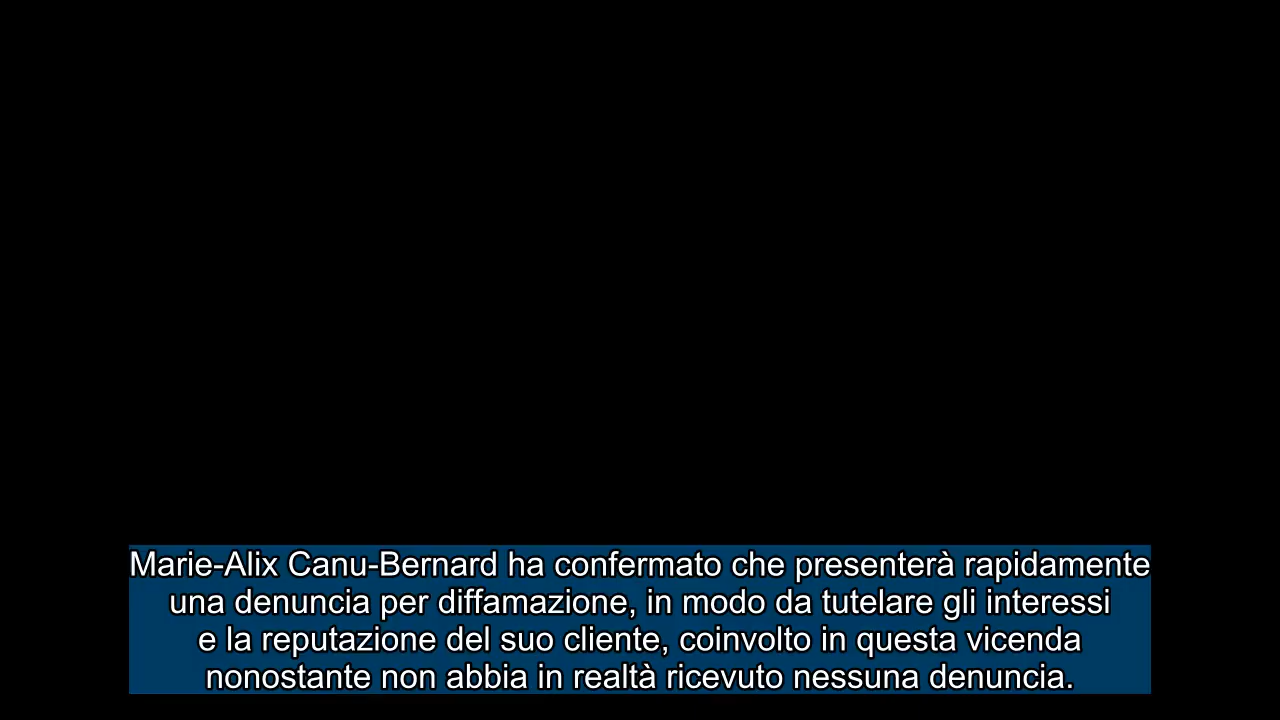 Marie-Alix Canu-Bernard ha confermato che presenterà rapidamente
una denuncia per diffamazione, in modo da tutelare gli interessi
e la reputazione del suo cliente, coinvolto in questa vicenda
nonostante non abbia in realtà ricevuto nessuna denuncia.